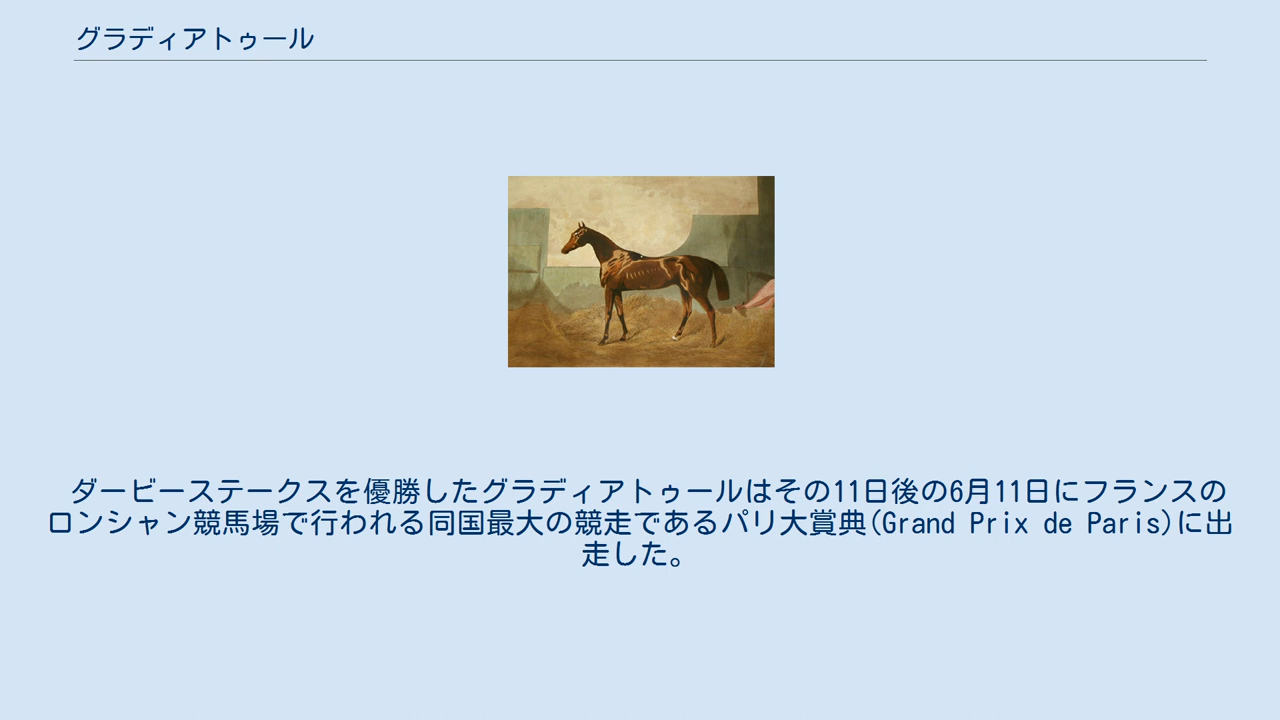 グラディアトゥール
ダービーステークスを優勝したグラディアトゥールはその11日後の6月11日にフランスの
ロンシャン競馬場で行われる同国最大の競走であるパリ大賞典(Grand Prix de Paris)に出
走した。